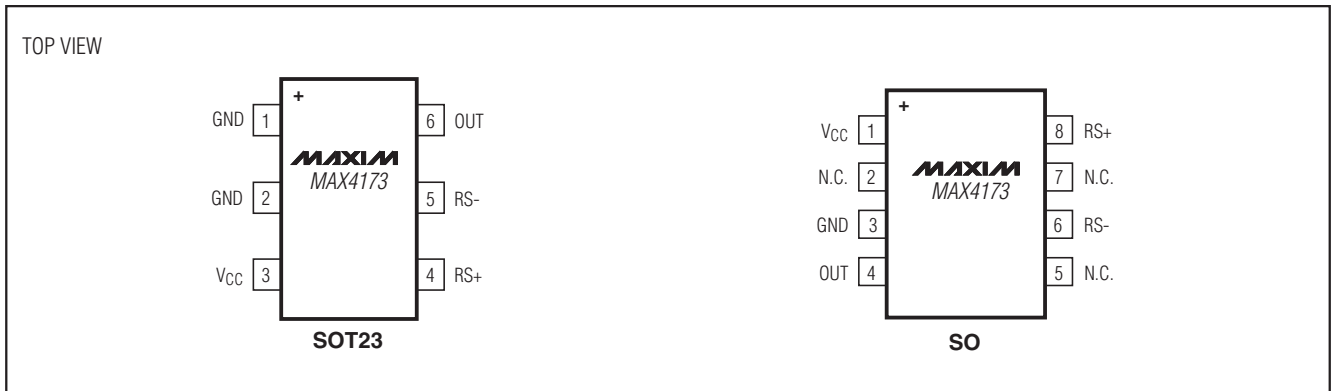 TOP VIEW
GND 1
GND 2
VCC 3
+
MAXIM
MAX4173
6 OUT
5 RS-
4 RS+
SOT23
VCC 1
N.C. 2
GND 3
OUT 4
+
MAXIM
MAX4173
8 RS+
7 N.C.
6 RS-
5 N.C.
SO